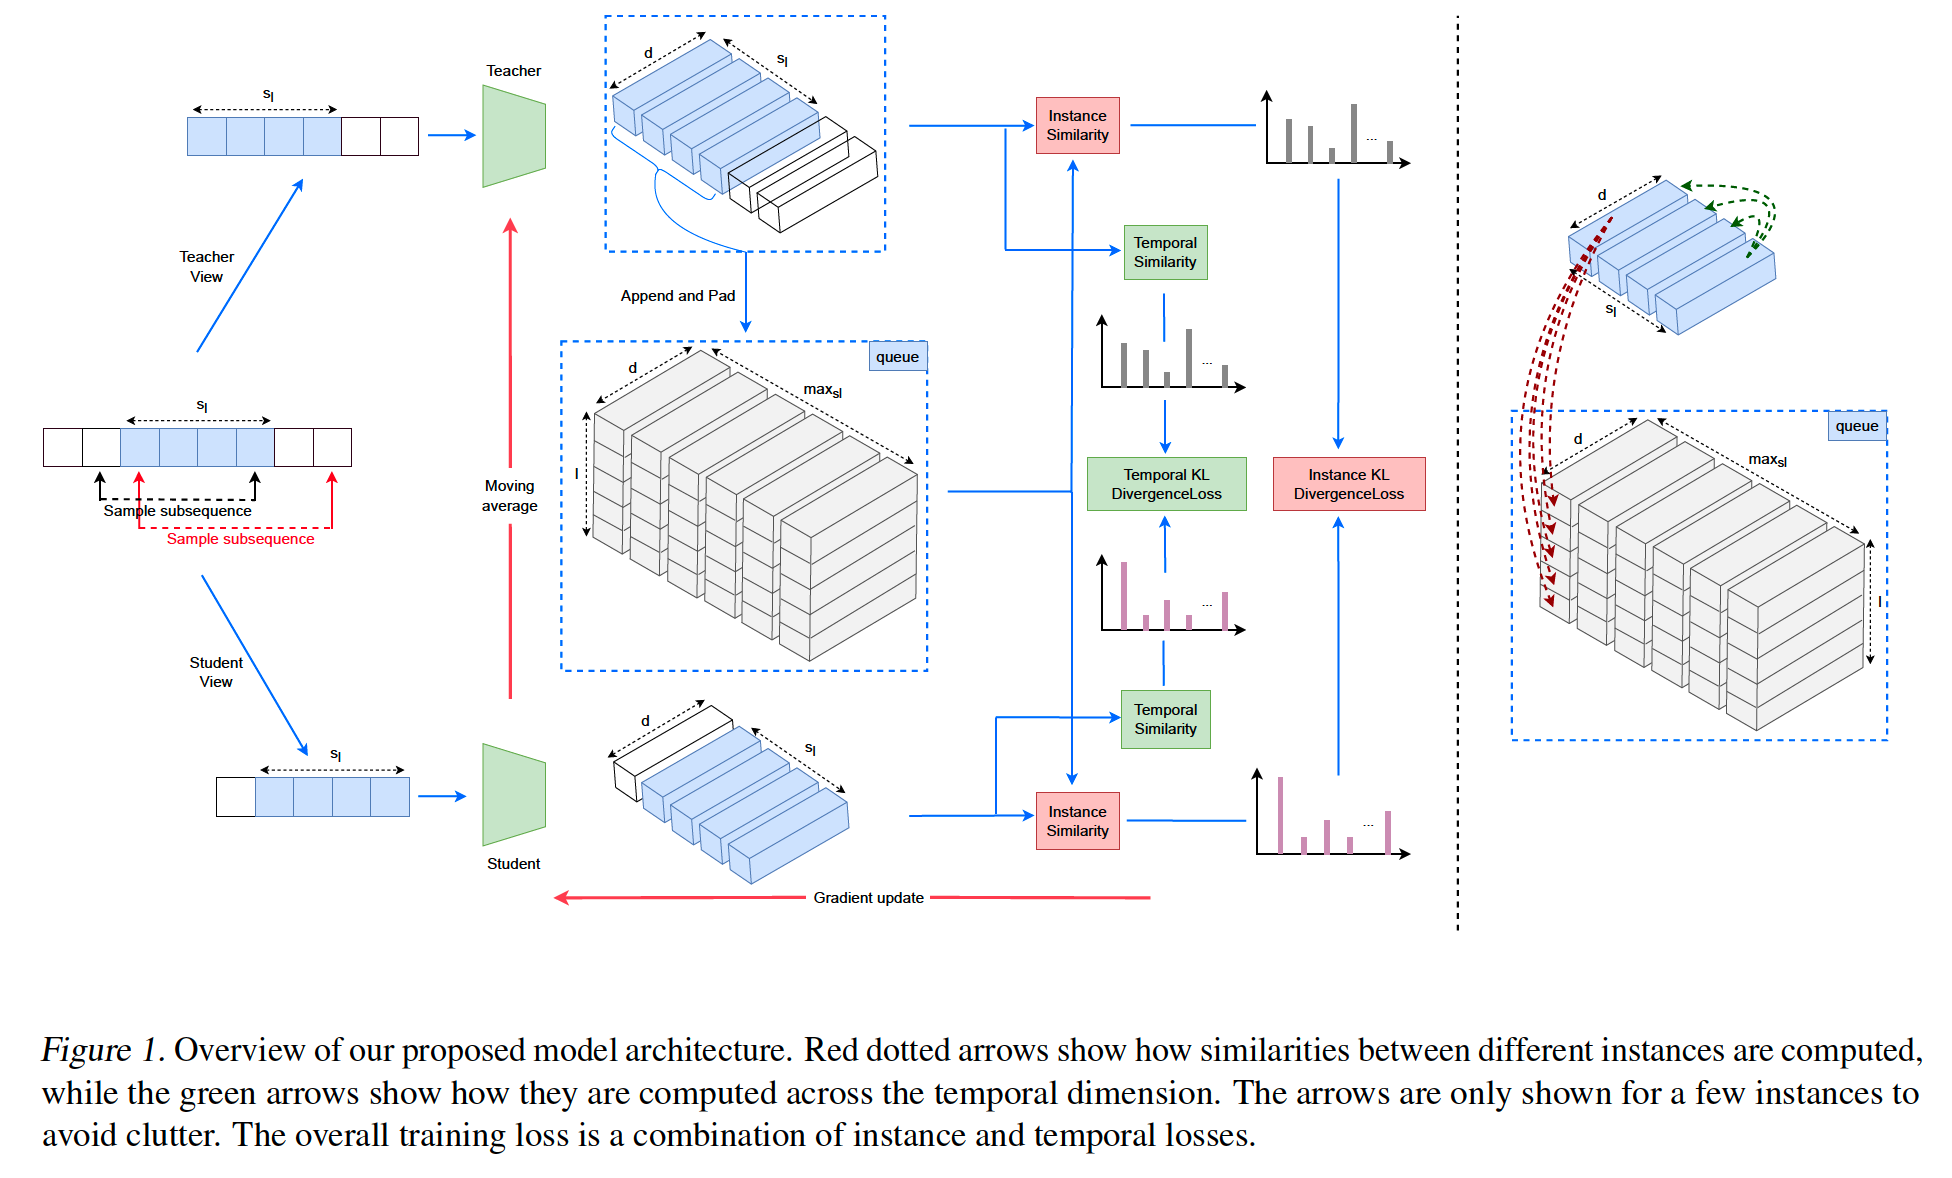 Teacher
s_l
Teacher
View
s_l
Sample subsequence
Sample subsequence
Student
View
s_l
Student
Moving
average
d
s_l
Append and Pad
queue
d
max_sl
l
d
s_l
Gradient update
Instance
Similarity
...
Temporal
Similarity
...
Temporal KL
DivergenceLoss
Instance KL
DivergenceLoss
...
Temporal
Similarity
Instance
Similarity
...
d
s_l
queue
d
max_sl
l
Figure 1. Overview of our proposed model architecture. Red dotted arrows show how similarities between different instances are computed,
while the green arrows show how they are computed across the temporal dimension. The arrows are only shown for a few instances to
avoid clutter. The overall training loss is a combination of instance and temporal losses.